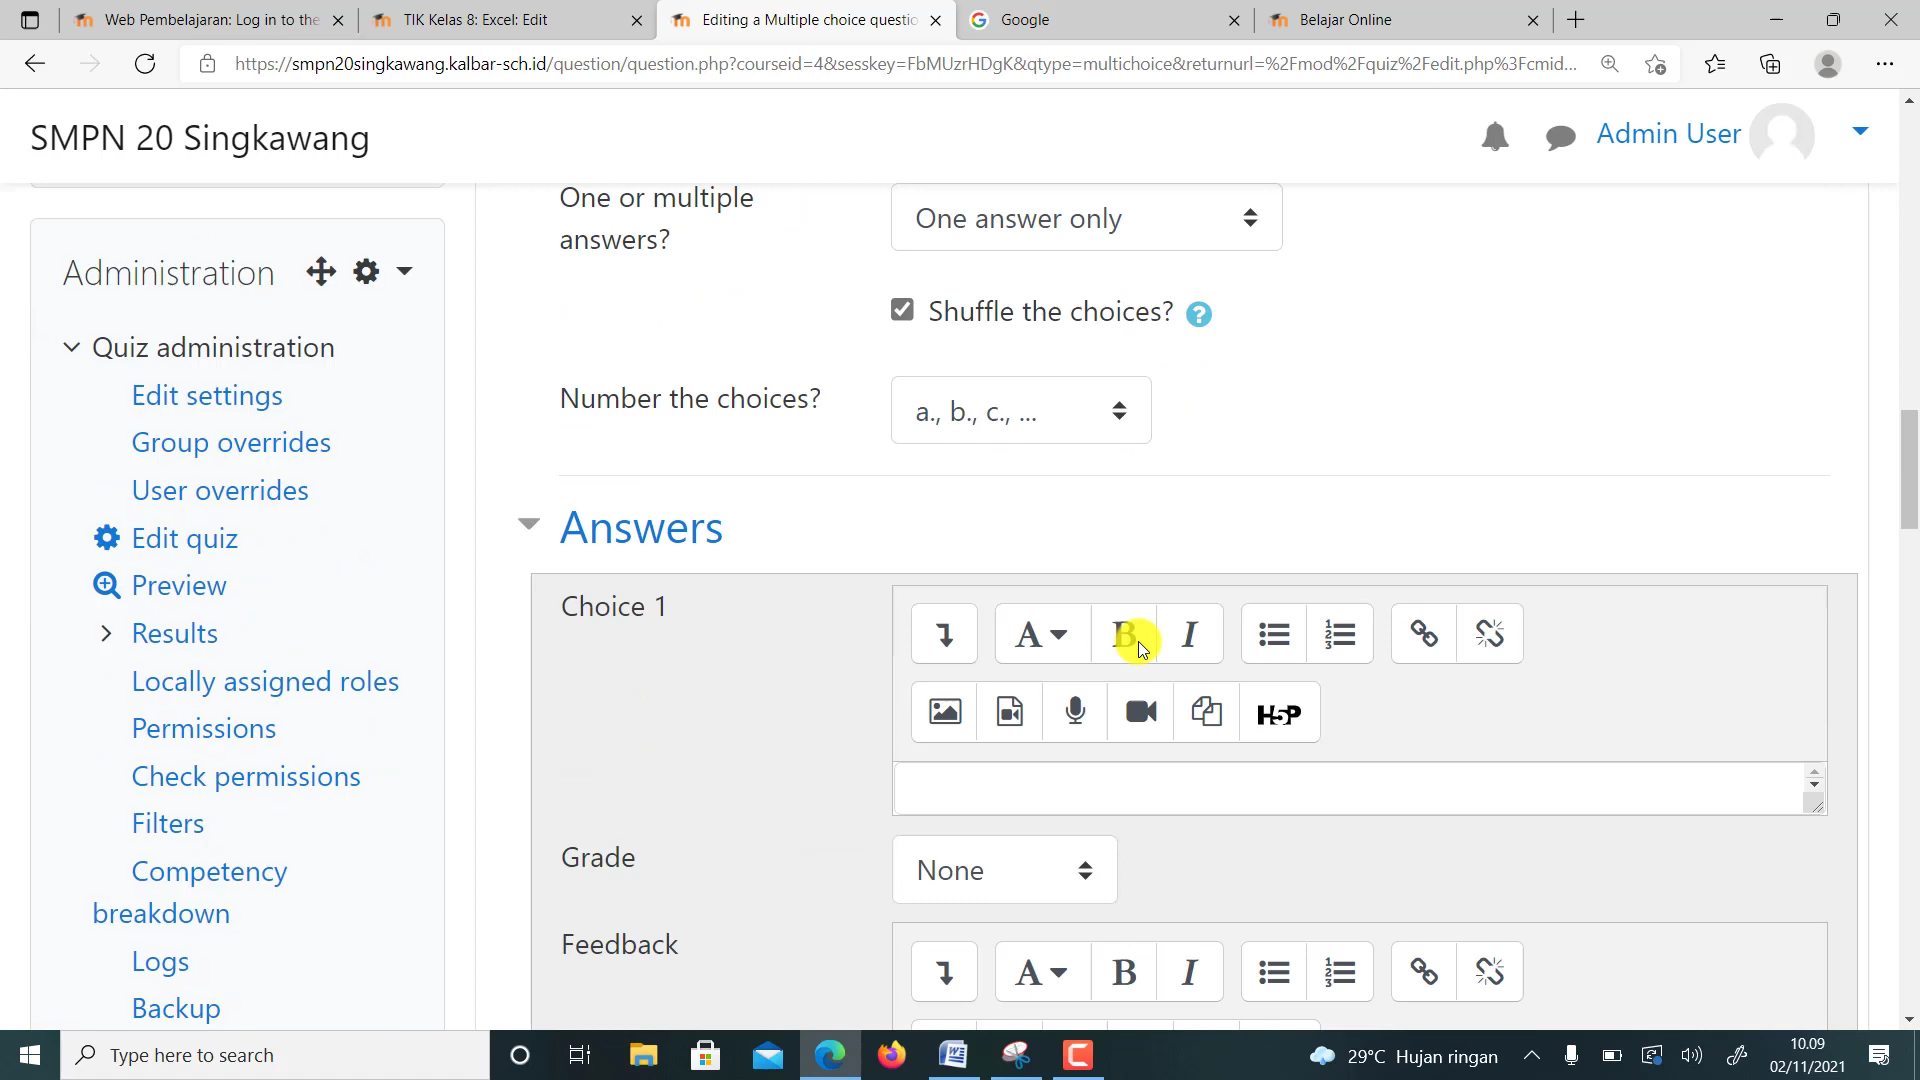 Web Pembelajaran: Log in to the
TIK Kelas 8: Excel: Edit
Editing a Multiple choice questio
Google
Belajar Online
https://smpn20singkawang.kalbar-sch.id/question/question.php?courseid=4&sesskey=FbMUzrHDgK&qtype=multichoice&returnurl=%2Fmod%2Fquiz%2Fedit.php%3Fcmid...
SMPN 20 Singkawang
Admin User
Administration
Quiz administration
Edit settings
Group overrides
User overrides
Edit quiz
Preview
Results
Locally assigned roles
Permissions
Check permissions
Filters
Competency
breakdown
Logs
Backup
One or multiple
answers?
One answer only
Shuffle the choices?
Number the choices?
a., b., c., ...
Answers
Choice 1
A B I
H5P
Grade
None
Feedback
A B I
Type here to search
29°C Hujan ringan
10.09
02/11/2021